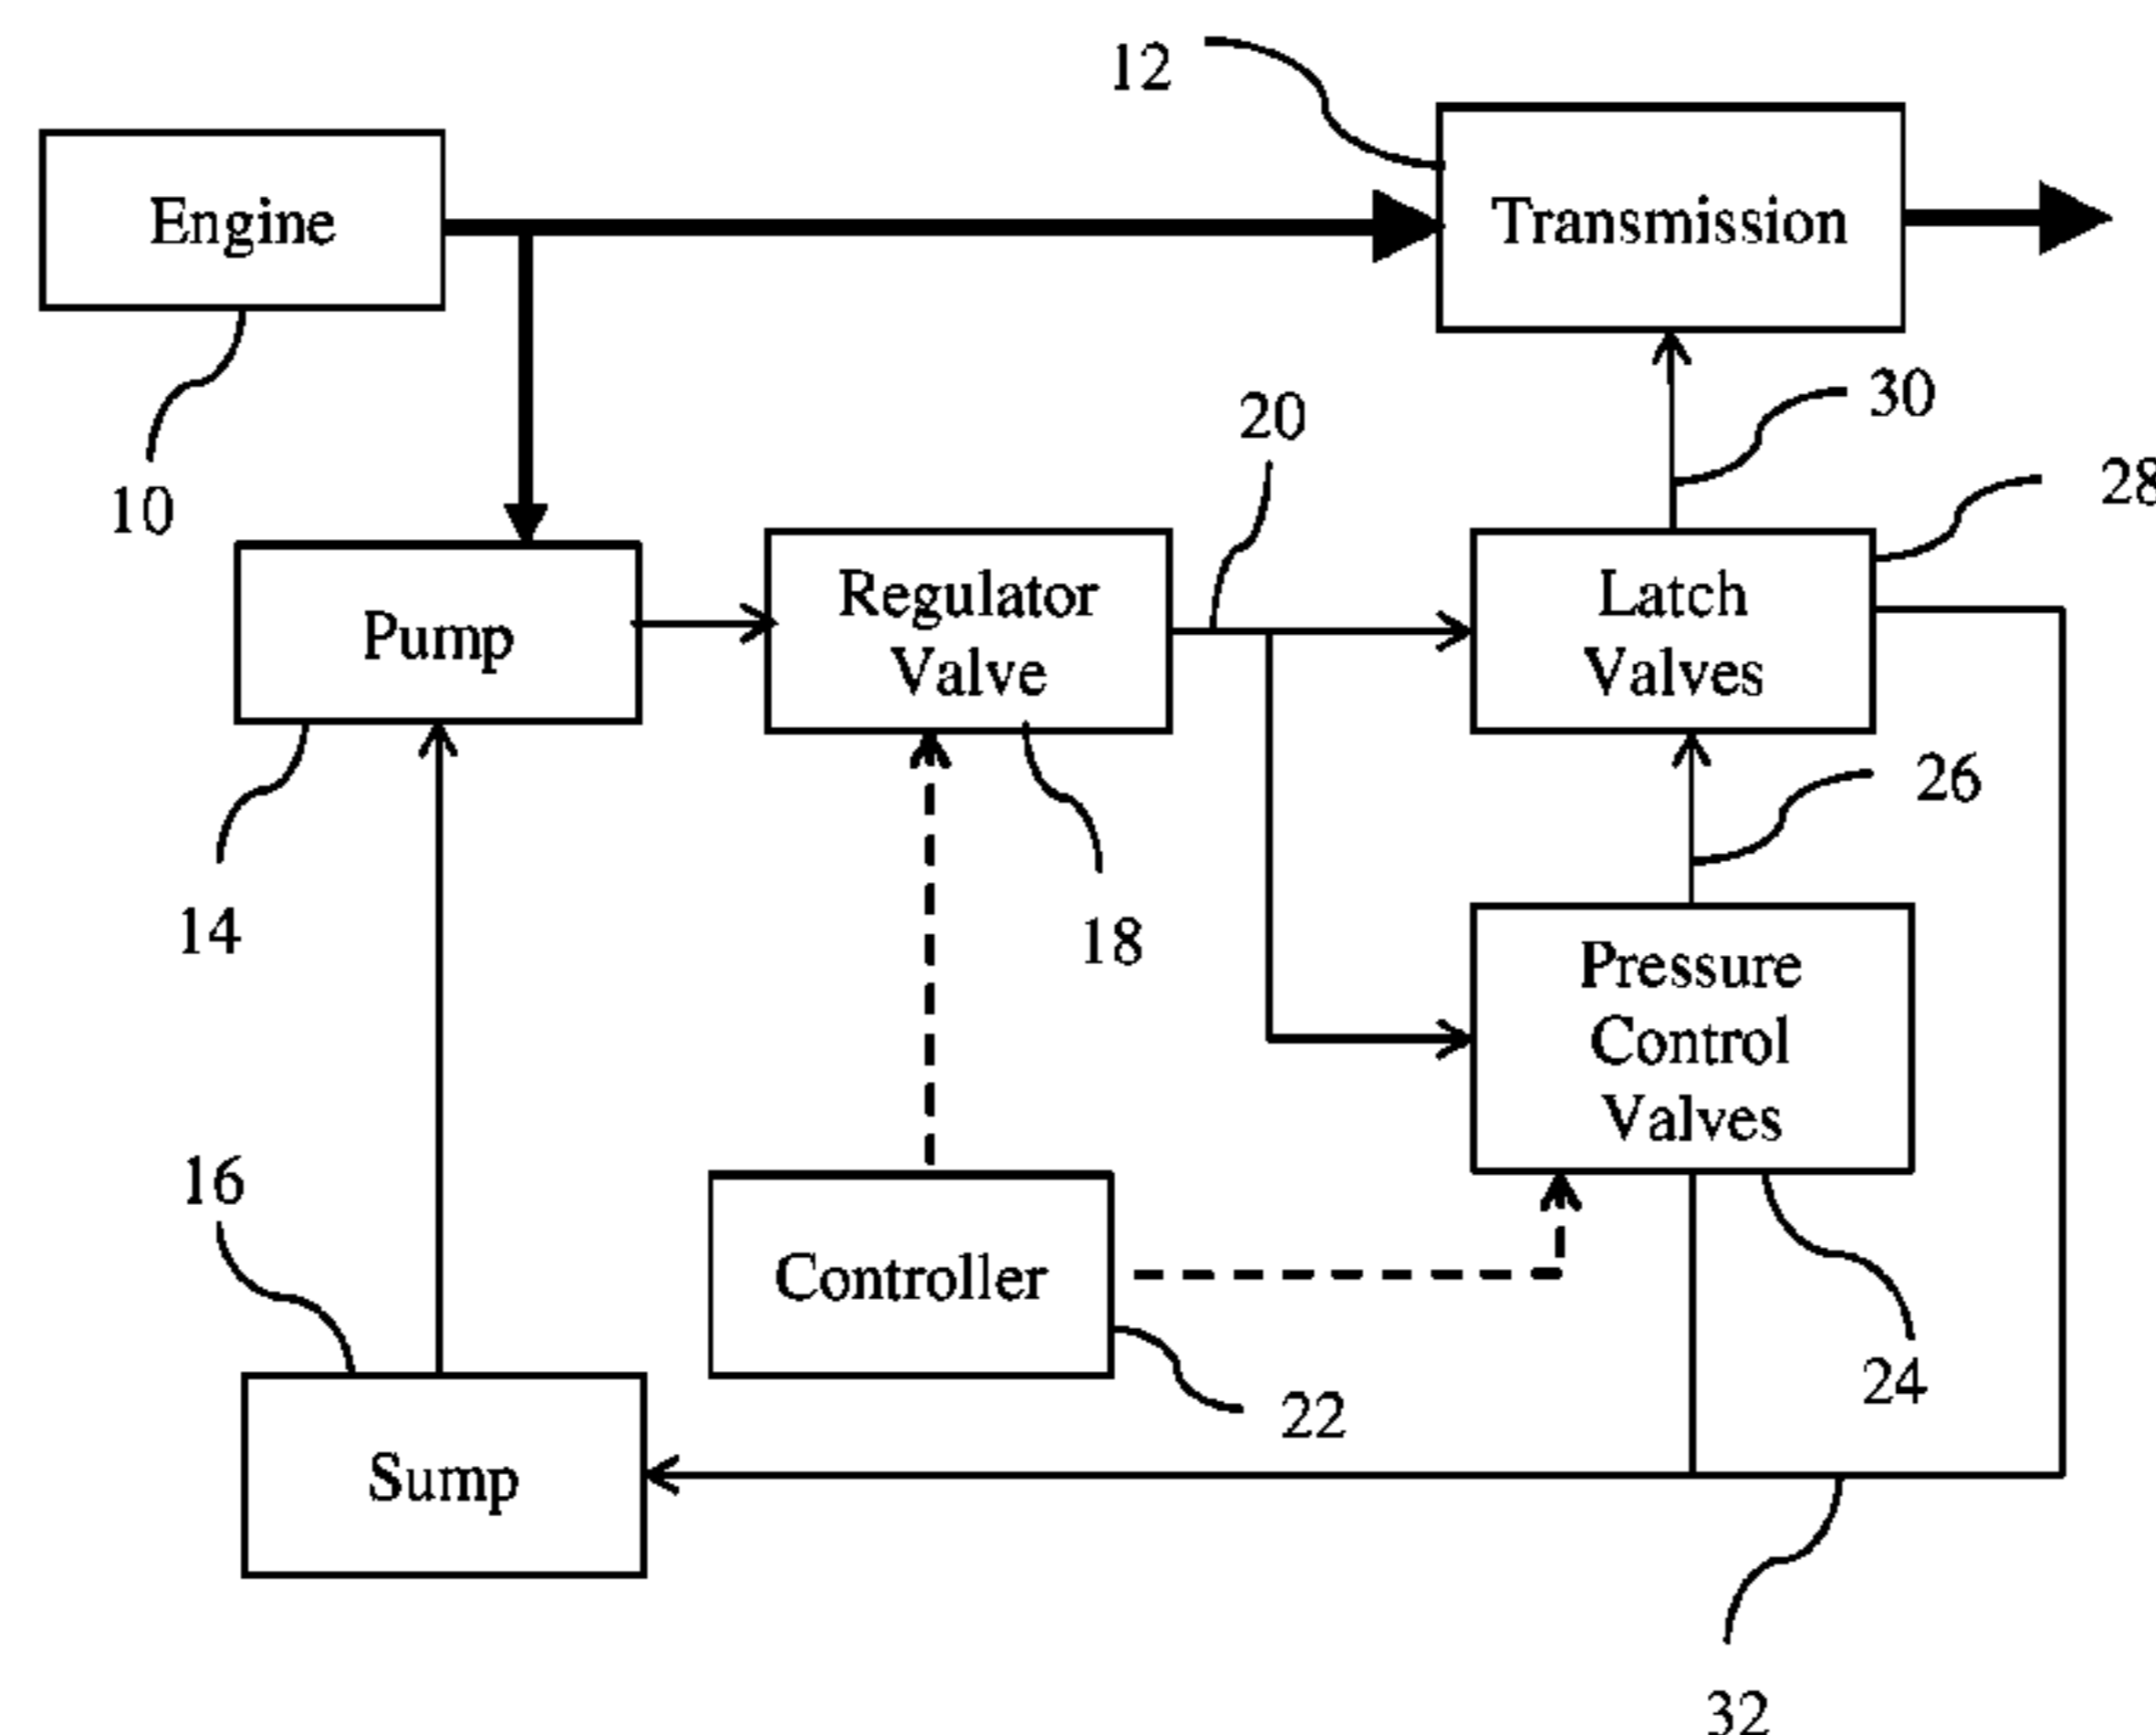 12
Engine
Transmission
30
20
28
10
Regulator
Valve
Latch
Valves
Pump
26
14
18
Pressure
Control
Valves
16
Controller
24
22
Sump
32